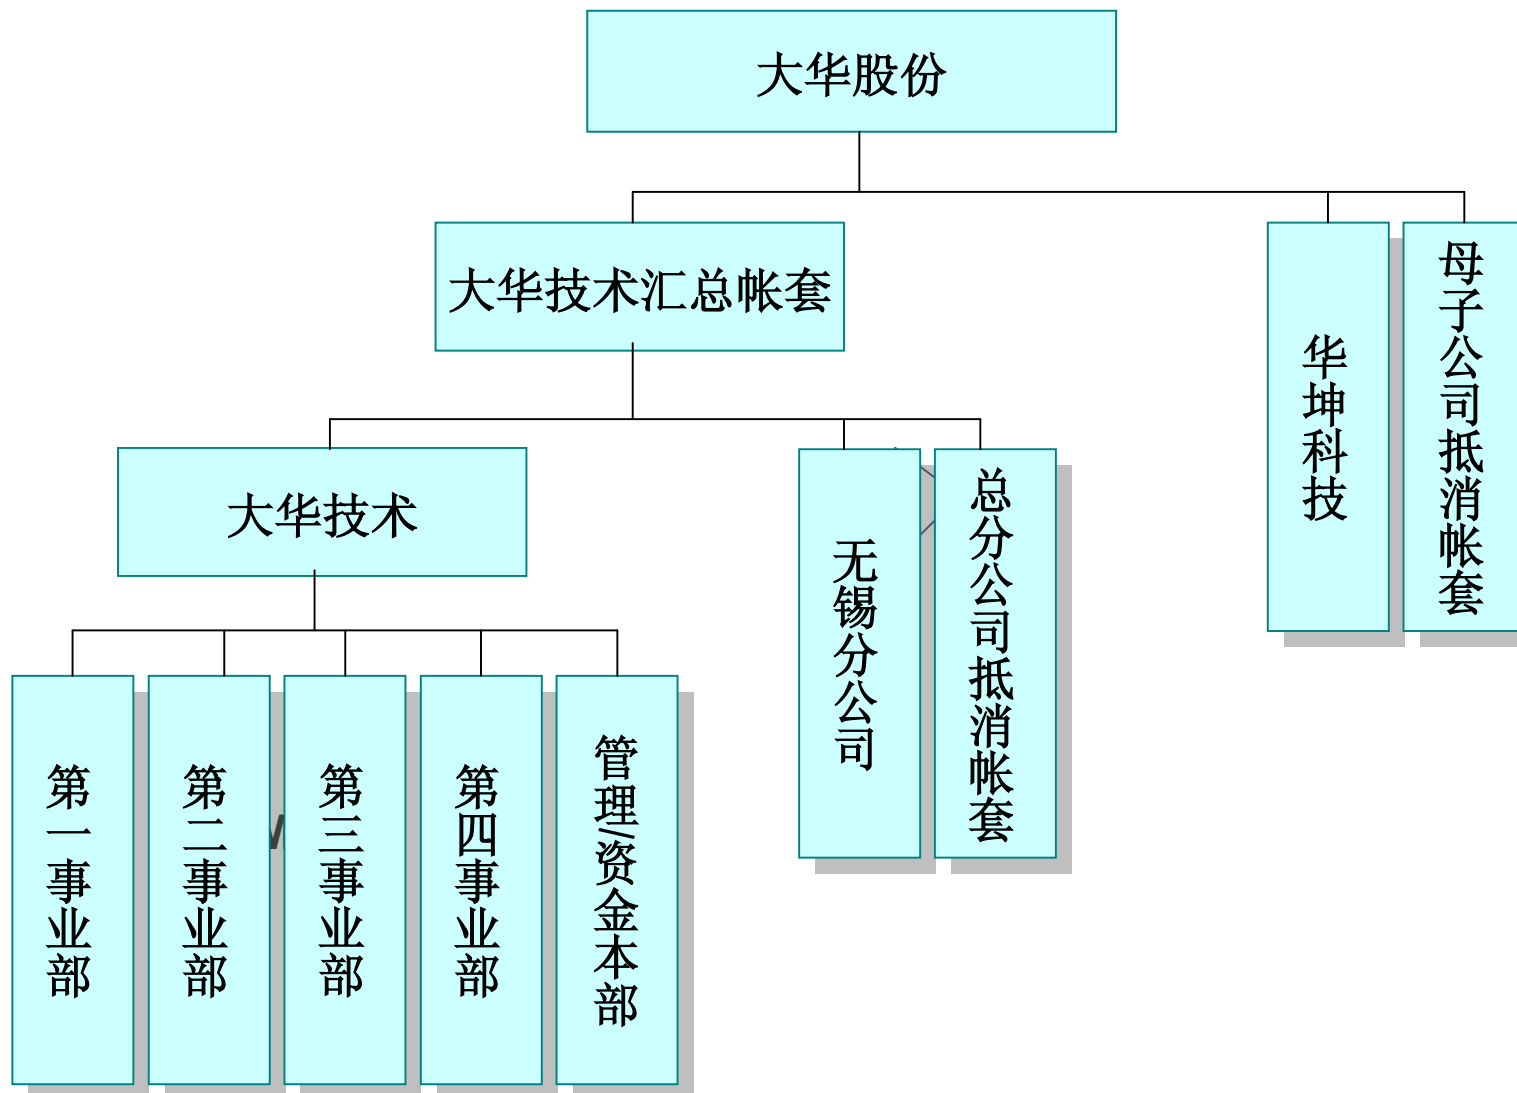 大华股份
大华技术汇总帐套
华坤科技
母子公司抵消帐套
大华技术
无锡分公司
总分公司抵消帐套
第一事业部
第二事业部
第三事业部
第四事业部
管理/资金本部